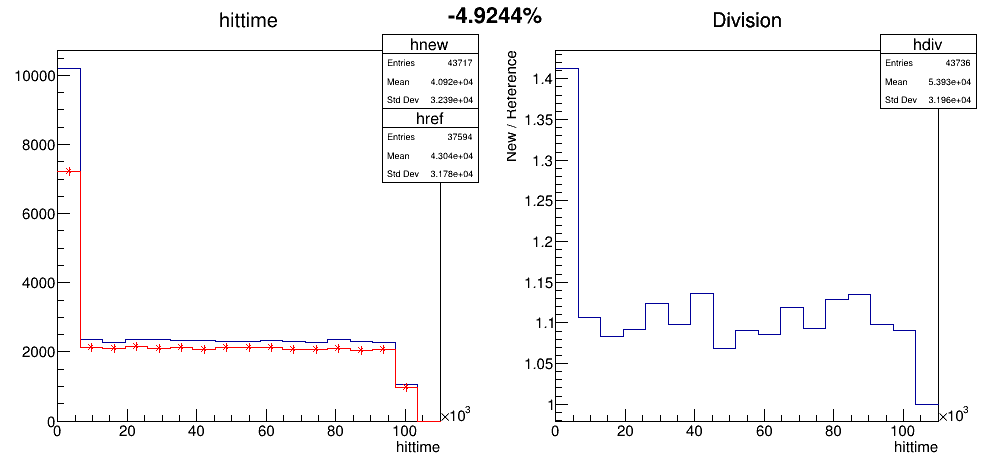 -4.9244%
hittime
hnew
Entries 43717
Mean 4.092e+04
Std Dev 3.239e+04
href
Entries 37594
Mean 4.304e+04
Std Dev 3.178e+04
10000
8000
6000
4000
2000
0
0 20 40 60 80 100 ×10³
hittime
Division
hdiv
Entries 43736
Mean 5.393e+04
Std Dev 3.196e+04
New / Reference
1.4
1.35
1.3
1.25
1.2
1.15
1.1
1.05
1
0 20 40 60 80 100 ×10³
hittime